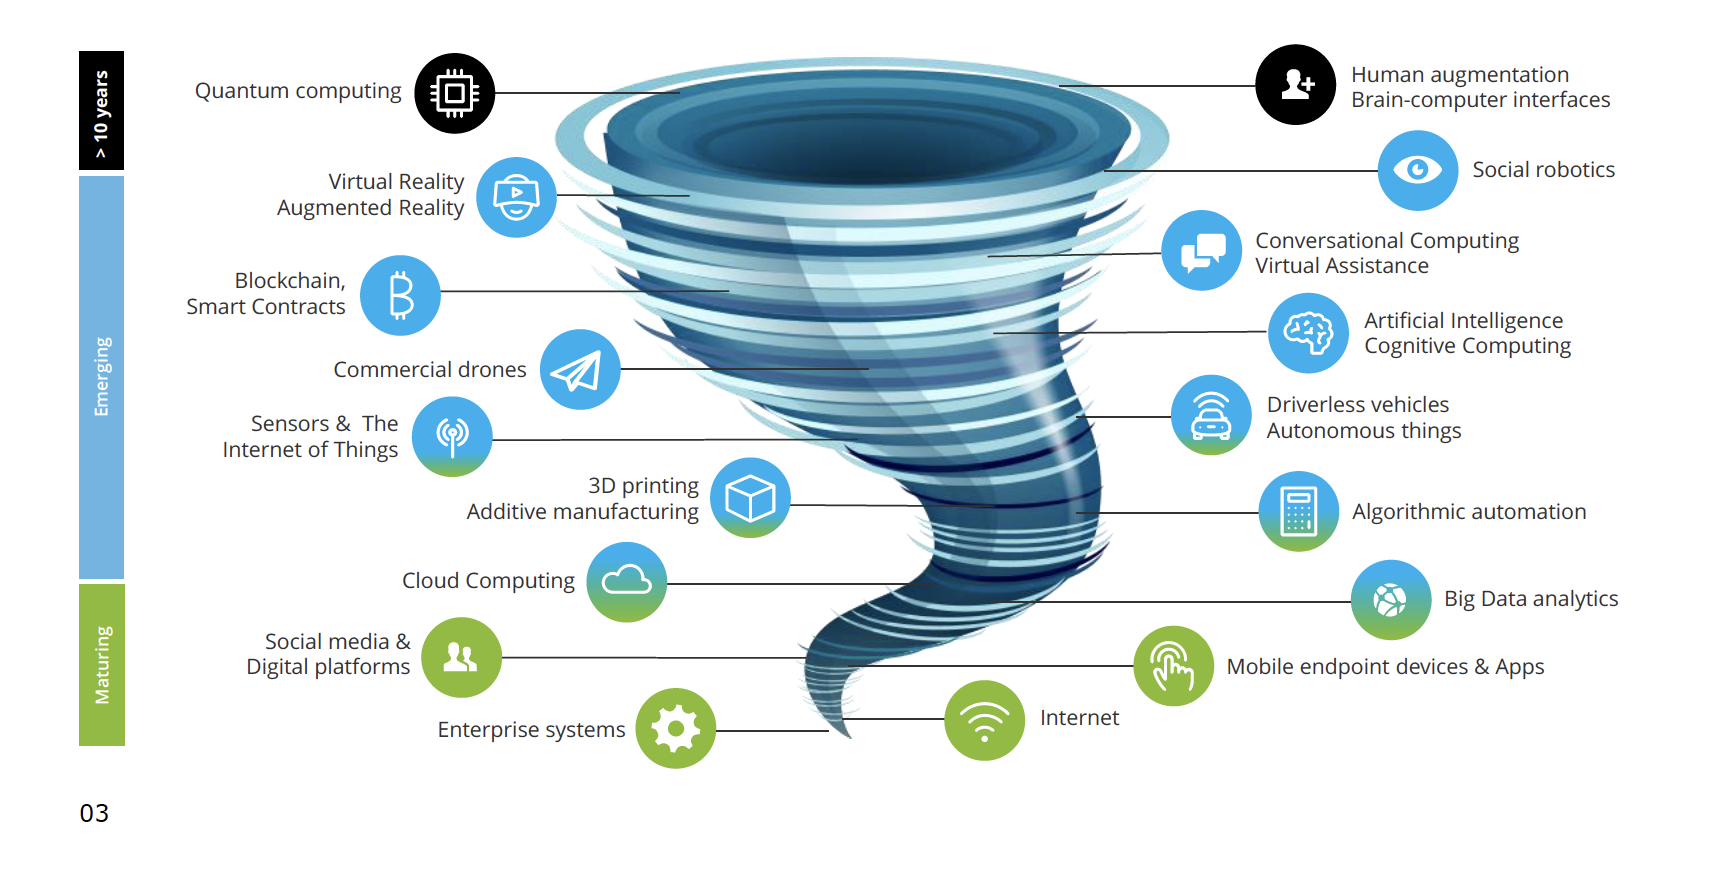 > 10 years
Emerging
Maturing
Quantum computing
Human augmentation
Brain-computer interfaces
Social robotics
Virtual Reality
Augmented Reality
Conversational Computing
Virtual Assistance
Blockchain,
Smart Contracts
Artificial Intelligence
Cognitive Computing
Commercial drones
Driverless vehicles
Autonomous things
Sensors & The
Internet of Things
3D printing
Additive manufacturing
Algorithmic automation
Cloud Computing
Big Data analytics
Social media &
Digital platforms
Mobile endpoint devices & Apps
Enterprise systems
Internet
03